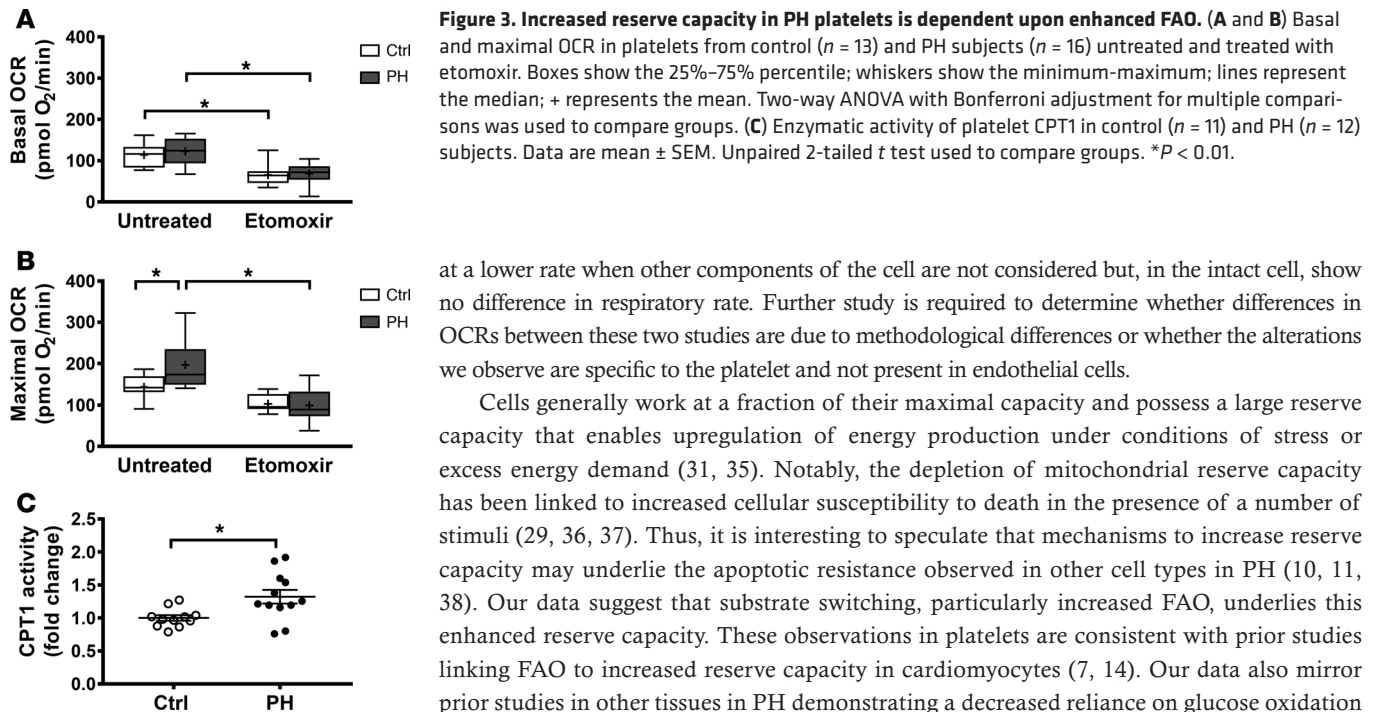 A
400
300
200
100
0
Basal OCR
(pmol O2/min)
*
*
Ctrl
PH
Untreated Etomoxir
B
400
300
200
100
0
Maximal OCR
(pmol O2/min)
* *
Ctrl
PH
Untreated Etomoxir
C
2.5
2.0
1.5
1.0
0.5
0.0
CPT1 activity
(fold change)
*
Ctrl PH
Figure 3. Increased reserve capacity in PH platelets is dependent upon enhanced FAO. (A and B) Basal
and maximal OCR in platelets from control (n = 13) and PH subjects (n = 16) untreated and treated with
etomoxir. Boxes show the 25%–75% percentile; whiskers show the minimum-maximum; lines represent
the median; + represents the mean. Two-way ANOVA with Bonferroni adjustment for multiple compari-
sons was used to compare groups. (C) Enzymatic activity of platelet CPT1 in control (n = 11) and PH (n = 12)
subjects. Data are mean ± SEM. Unpaired 2-tailed t test used to compare groups. *P < 0.01.
at a lower rate when other components of the cell are not considered but, in the intact cell, show
no difference in respiratory rate. Further study is required to determine whether differences in
OCRs between these two studies are due to methodological differences or whether the alterations
we observe are specific to the platelet and not present in endothelial cells.
Cells generally work at a fraction of their maximal capacity and possess a large reserve
capacity that enables upregulation of energy production under conditions of stress or
excess energy demand (31, 35). Notably, the depletion of mitochondrial reserve capacity
has been linked to increased cellular susceptibility to death in the presence of a number of
stimuli (29, 36, 37). Thus, it is interesting to speculate that mechanisms to increase reserve
capacity may underlie the apoptotic resistance observed in other cell types in PH (10, 11,
38). Our data suggest that substrate switching, particularly increased FAO, underlies this
enhanced reserve capacity. These observations in platelets are consistent with prior studies
linking FAO to increased reserve capacity in cardiomyocytes (7, 14). Our data also mirror
prior studies in other tissues in PH demonstrating a decreased reliance on glucose oxidation